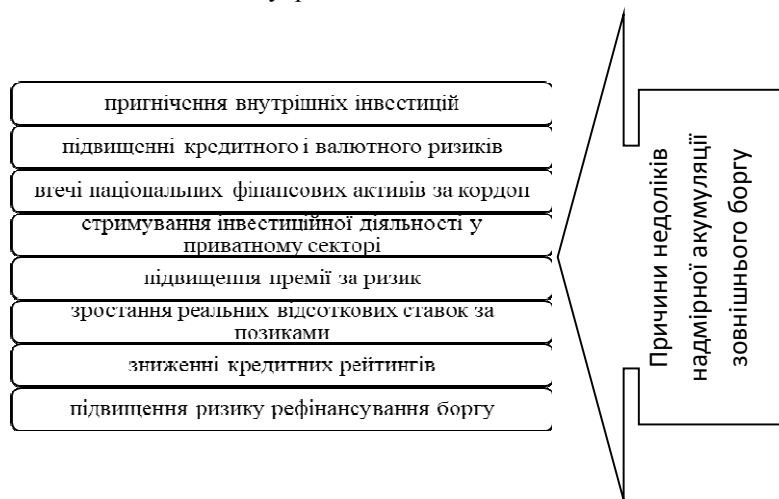 пригнічення внутрішніх інвестицій
підвищенні кредитного і валютного ризиків
втечі національних фінансових активів за кордон
стримування інвестиційної діяльності у
приватному секторі
підвищення премії за ризик
зростання реальних відсоткових ставок за
позиками
зниженні кредитних рейтингів
підвищення ризику рефінансування боргу
Причини недоліків
надмірної акумуляції
зовнішнього боргу